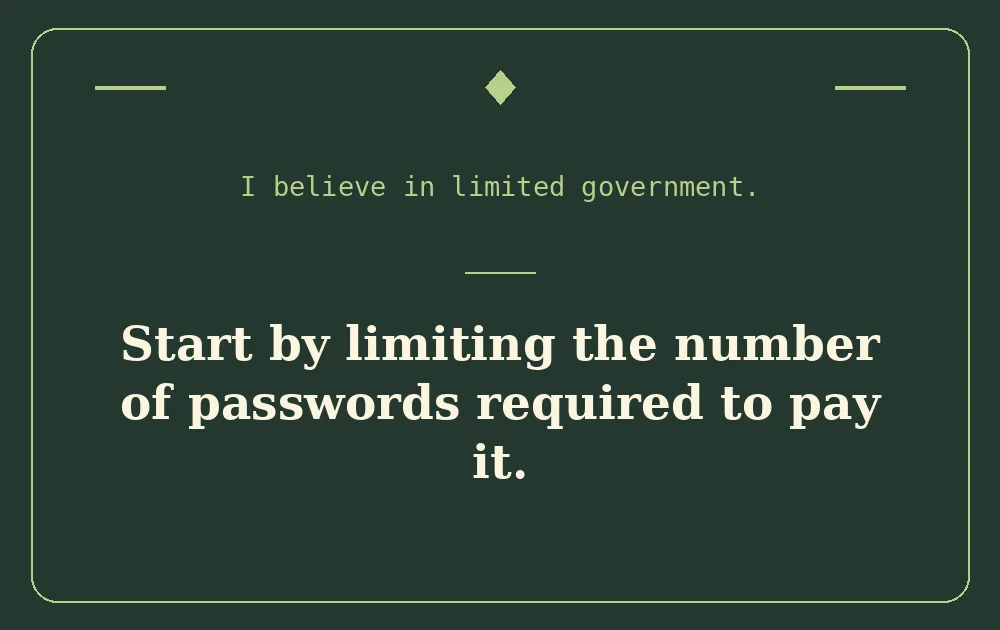 I believe in limited government.
Start by limiting the number
of passwords required to pay
it.